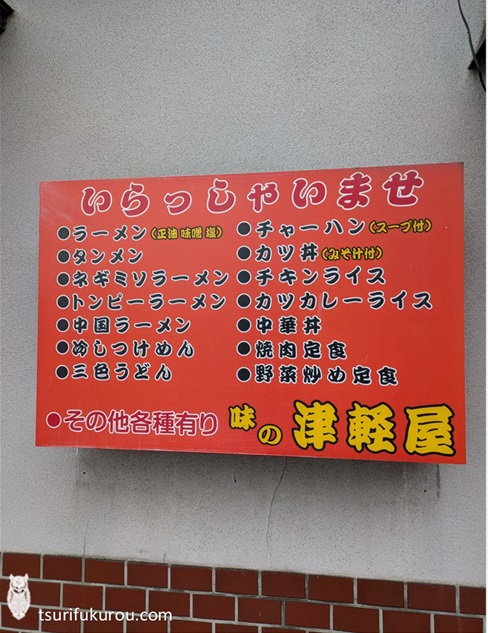 いらっしゃいませ
●ラーメン(正油 味噌 塩)
●タンメン
●ネギミソラーメン
●トンピーラーメン
●中国ラーメン
●冷しつけめん
●三色うどん
●チャーハン(スープ付)
●カツ丼(みそ汁付)
●チキンライス
●カツカレーライス
●中華丼
●焼肉定食
●野菜炒め定食
●その他各種有り
味の津軽屋
tsurifukurou.com